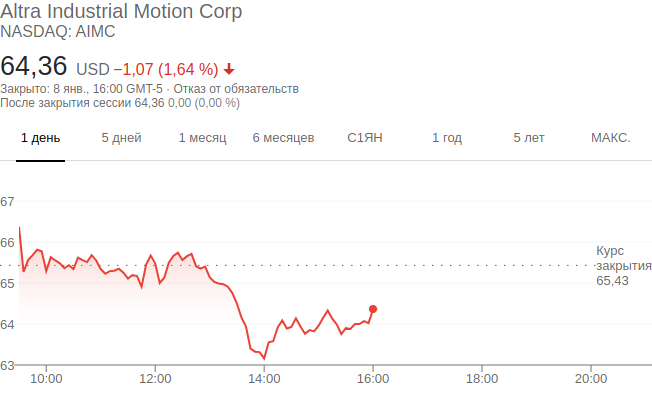 Altra Industrial Motion Corp
NASDAQ: AIMC
64,36 USD −1,07 (1,64 %)
Закрыто: 8 янв., 16:00 GMT-5 · Отказ от обязательств
После закрытия сессии 64,36 0,00 (0,00 %)
1 день 5 дней 1 месяц 6 месяцев С1ЯН 1 год 5 лет МАКС.
67
66
65
64
63
Курс
закрытия
65,43
10:00 12:00 14:00 16:00 18:00 20:00